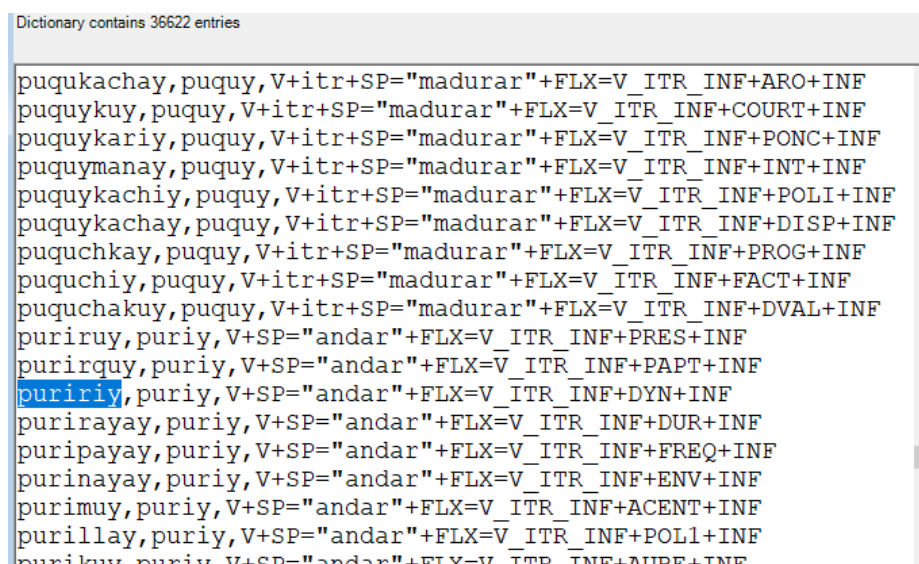 Dictionary contains 36622 entries
puqukachay,puquy,V+itr+SP="madurar"+FLX=V_ITR_INF+ARO+INF
puquykuy,puquy,V+itr+SP="madurar"+FLX=V_ITR_INF+COURT+INF
puquykariy,puquy,V+itr+SP="madurar"+FLX=V_ITR_INF+PONC+INF
puquymanay,puquy,V+itr+SP="madurar"+FLX=V_ITR_INF+INT+INF
puquykachiy,puquy,V+itr+SP="madurar"+FLX=V_ITR_INF+POLI+INF
puquykachay,puquy,V+itr+SP="madurar"+FLX=V_ITR_INF+DISP+INF
puquchkay,puquy,V+itr+SP="madurar"+FLX=V_ITR_INF+PROG+INF
puquchiy,puquy,V+itr+SP="madurar"+FLX=V_ITR_INF+FACT+INF
puquchakuy,puquy,V+itr+SP="madurar"+FLX=V_ITR_INF+DVAL+INF
puriruy,puriy,V+SP="andar"+FLX=V_ITR_INF+PRES+INF
purirquy,puriy,V+SP="andar"+FLX=V_ITR_INF+PAPT+INF
puririy,puriy,V+SP="andar"+FLX=V_ITR_INF+DYN+INF
purirayay,puriy,V+SP="andar"+FLX=V_ITR_INF+DUR+INF
puripayay,puriy,V+SP="andar"+FLX=V_ITR_INF+FREQ+INF
purinayay,puriy,V+SP="andar"+FLX=V_ITR_INF+ENV+INF
purimuy,puriy,V+SP="andar"+FLX=V_ITR_INF+ACENT+INF
purillay,puriy,V+SP="andar"+FLX=V_ITR_INF+POL1+INF
purikuy,puriy,V+SP="andar"+FLX=V_ITR_INF+